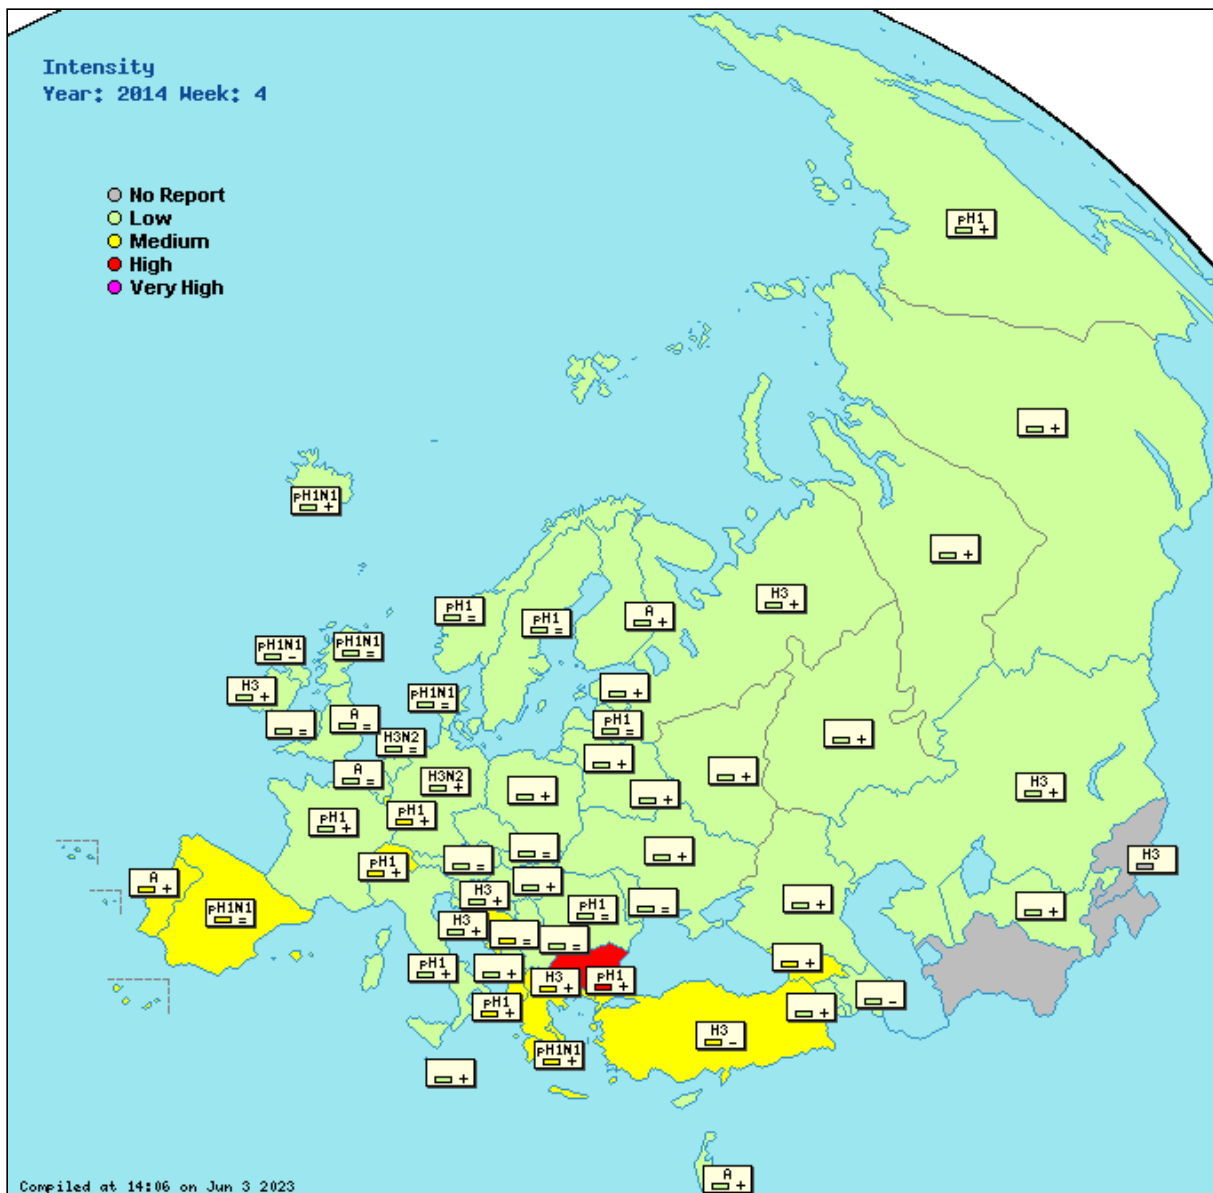 Intensity
Year: 2014 Week: 4
No Report
Low
Medium
High
Very High
pH1
+
+
pH1N1
+
+
H3
+
pH1
=
pH1
=
A
+
pH1N1
=
pH1N1
-
H3
+
pH1N1
=
+
A
=
=
pH1
=
H3N2
=
+
A
=
H3N2
+
+
+
+
+
H3
+
pH1
+
pH1
+
=
+
=
H3
pH1
+
A
+
+
H3
+
+
+
pH1N1
=
pH1
=
=
H3
+
=
=
+
pH1
+
+
H3
+
pH1
+
-
pH1
+
+
H3
-
pH1N1
+
+
A
+
Compiled at 14:06 on Jun 3 2023